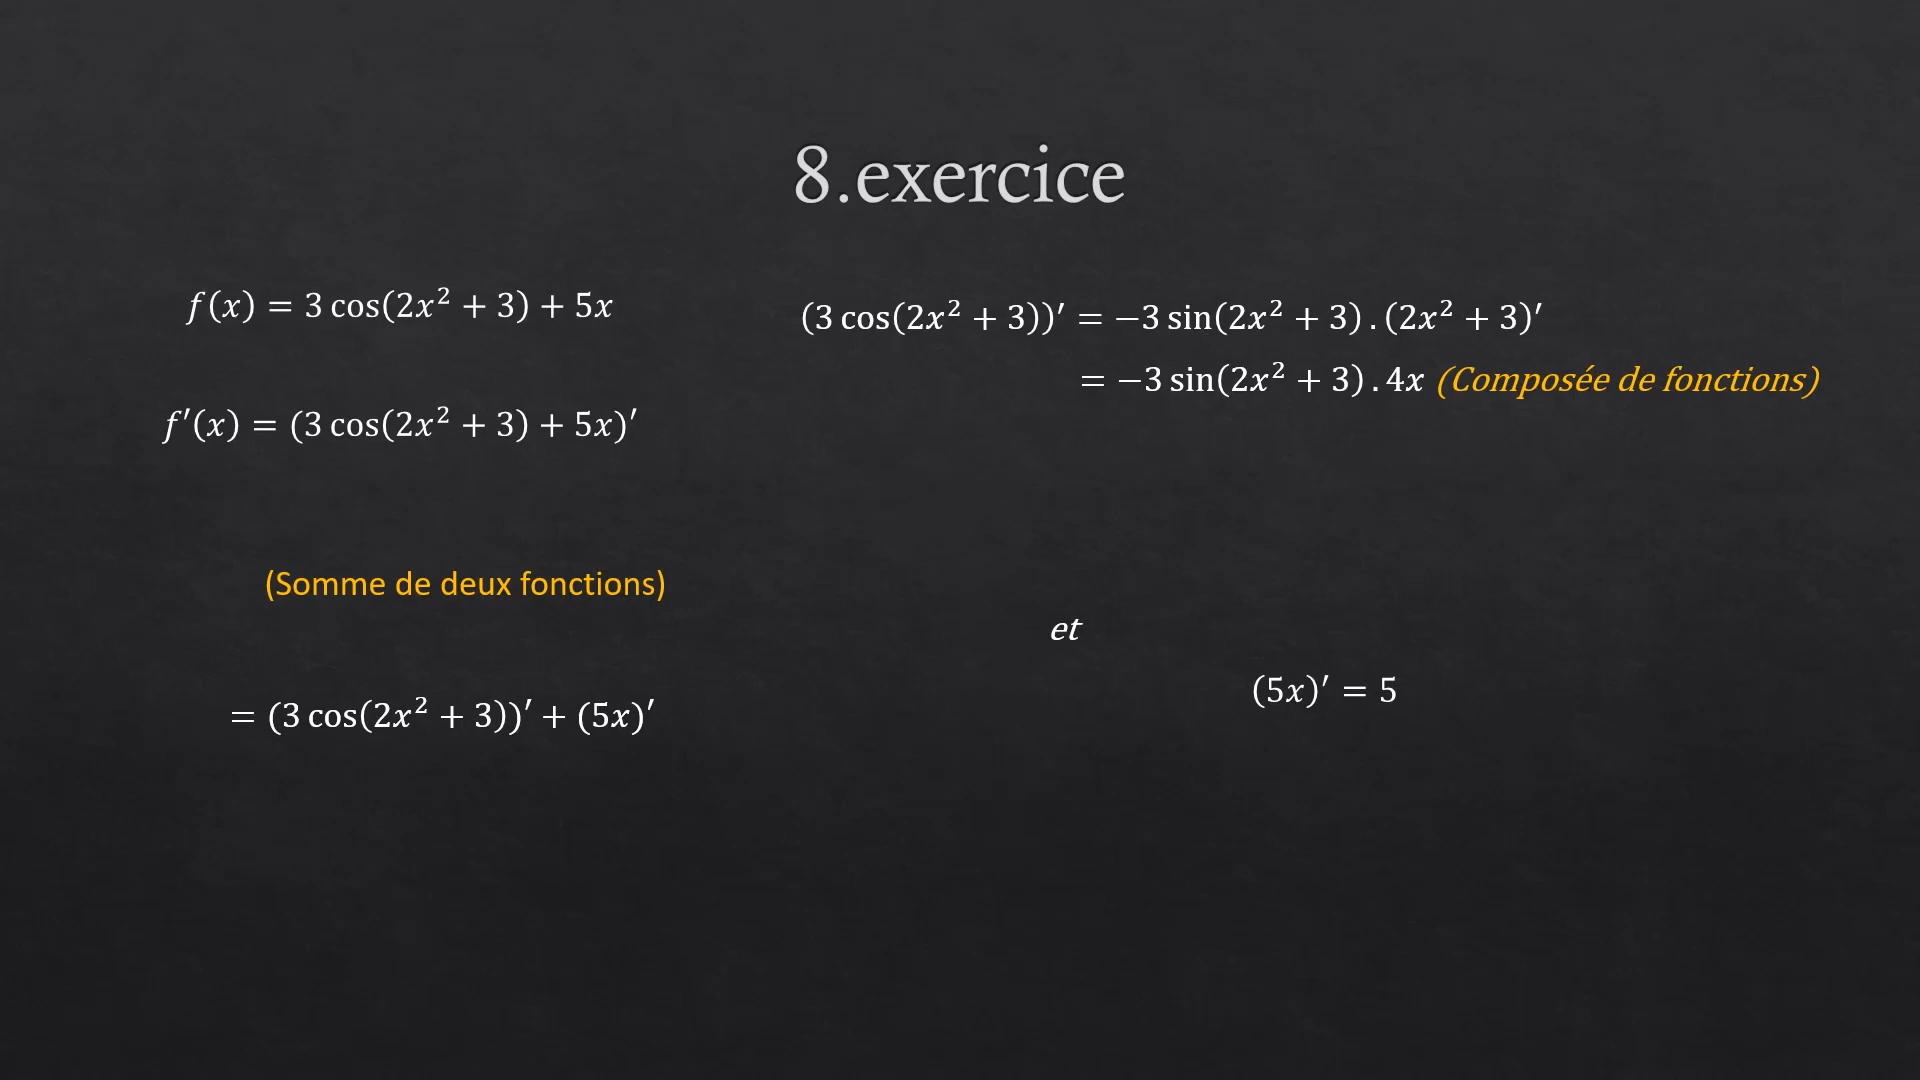 8.exercice
f(x) = 3 cos(2x² + 3) + 5x
f′(x) = (3 cos(2x² + 3) + 5x)′
(Somme de deux fonctions)
= (3 cos(2x² + 3))′ + (5x)′
(3 cos(2x² + 3))′ = −3 sin(2x² + 3) . (2x² + 3)′
= −3 sin(2x² + 3) . 4x (Composée de fonctions)
et
(5x)′ = 5